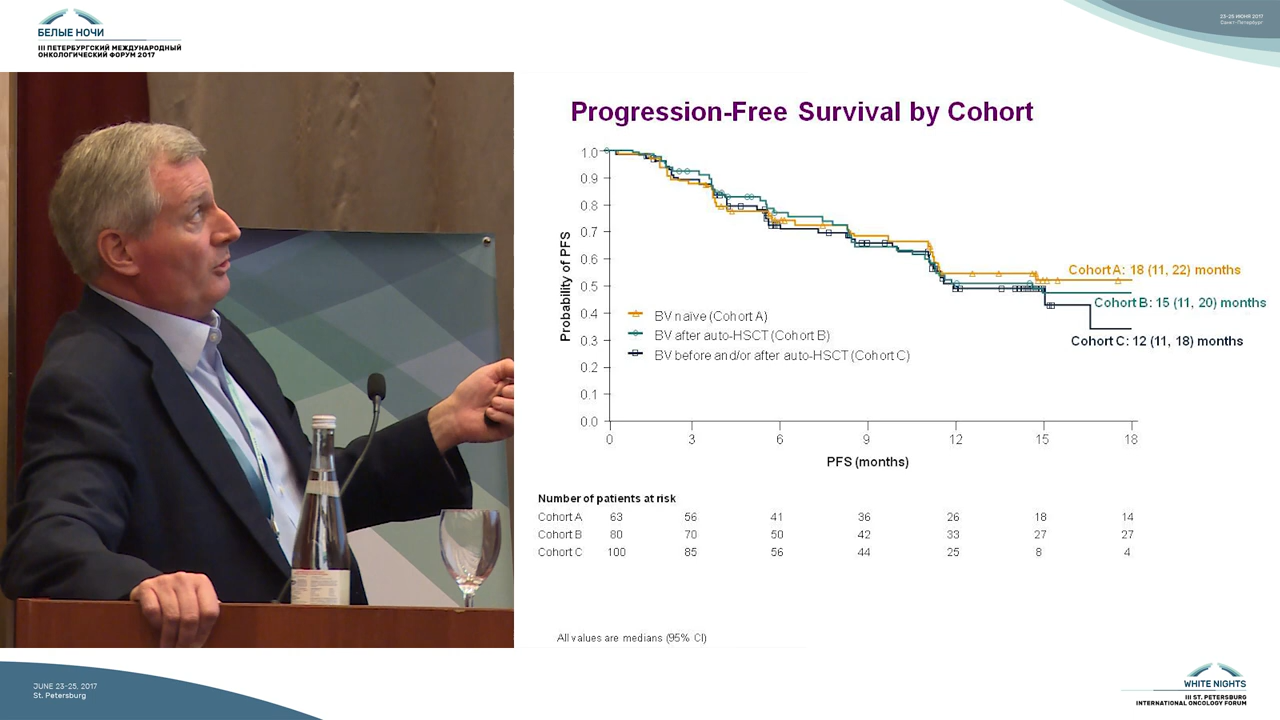 БЕЛЫЕ НОЧИ
III ПЕТЕРБУРГСКИЙ МЕЖДУНАРОДНЫЙ
ОНКОЛОГИЧЕСКИЙ ФОРУМ 2017
23-25 ИЮНЯ 2017
Санкт-Петербург
Progression-Free Survival by Cohort
Probability of PFS
1.0
0.9
0.8
0.7
0.6
0.5
0.4
0.3
0.2
0.1
0.0
Cohort A: 18 (11, 22) months
Cohort B: 15 (11, 20) months
Cohort C: 12 (11, 18) months
BV naive (Cohort A)
BV after auto-HSCT (Cohort B)
BV before and/or after auto-HSCT (Cohort C)
0 3 6 9 12 15 18
PFS (months)
Number of patients at risk
Cohort A 63 56 41 36 26 18 14
Cohort B 80 70 50 42 33 27 27
Cohort C 100 85 56 44 25 8 4
All values are medians (95% CI)
JUNE 23-25, 2017
St. Petersburg
WHITE NIGHTS
III ST. PETERSBURG
INTERNATIONAL ONCOLOGY FORUM